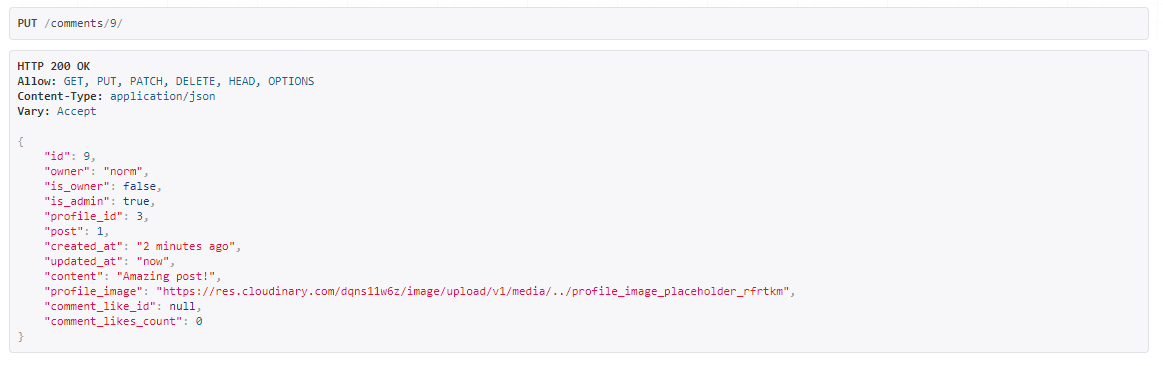 PUT /comments/9/
HTTP 200 OK
Allow: GET, PUT, PATCH, DELETE, HEAD, OPTIONS
Content-Type: application/json
Vary: Accept
{
"id": 9,
"owner": "norm",
"is_owner": false,
"is_admin": true,
"profile_id": 3,
"post": 1,
"created_at": "2 minutes ago",
"updated_at": "now",
"content": "Amazing post!",
"profile_image": "https://res.cloudinary.com/dqns11w6z/image/upload/v1/media/../profile_image_placeholder_rfrtkm",
"comment_like_id": null,
"comment_likes_count": 0
}